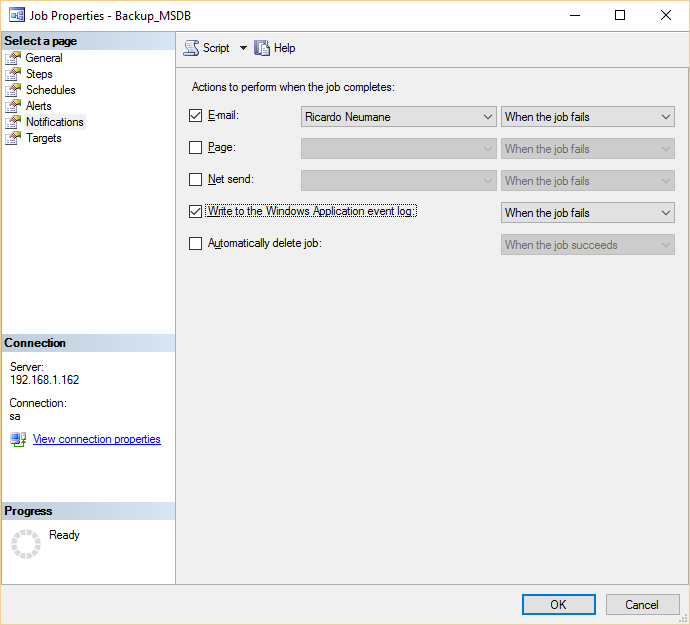 Job Properties - Backup_MSDB
Select a page
General
Steps
Schedules
Alerts
Notifications
Targets
Script
Help
Actions to perform when the job completes:
E-mail: Ricardo Neumane When the job fails
Page: When the job fails
Net send: When the job fails
Write to the Windows Application event log: When the job fails
Automatically delete job: When the job succeeds
Connection
Server:
192.168.1.162
Connection:
sa
View connection properties
Progress
Ready
OK Cancel